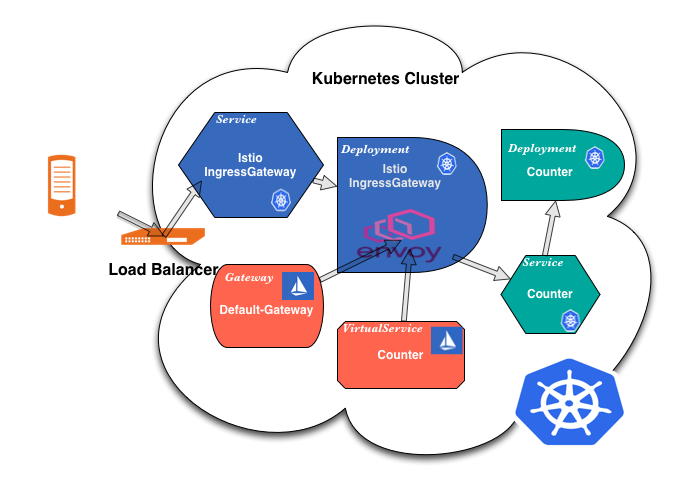 Kubernetes Cluster
Service
Istio
IngressGateway
Deployment
Istio
IngressGateway
envoy
Deployment
Counter
Load Balancer
Gateway
Default-Gateway
VirtualService
Counter
Service
Counter